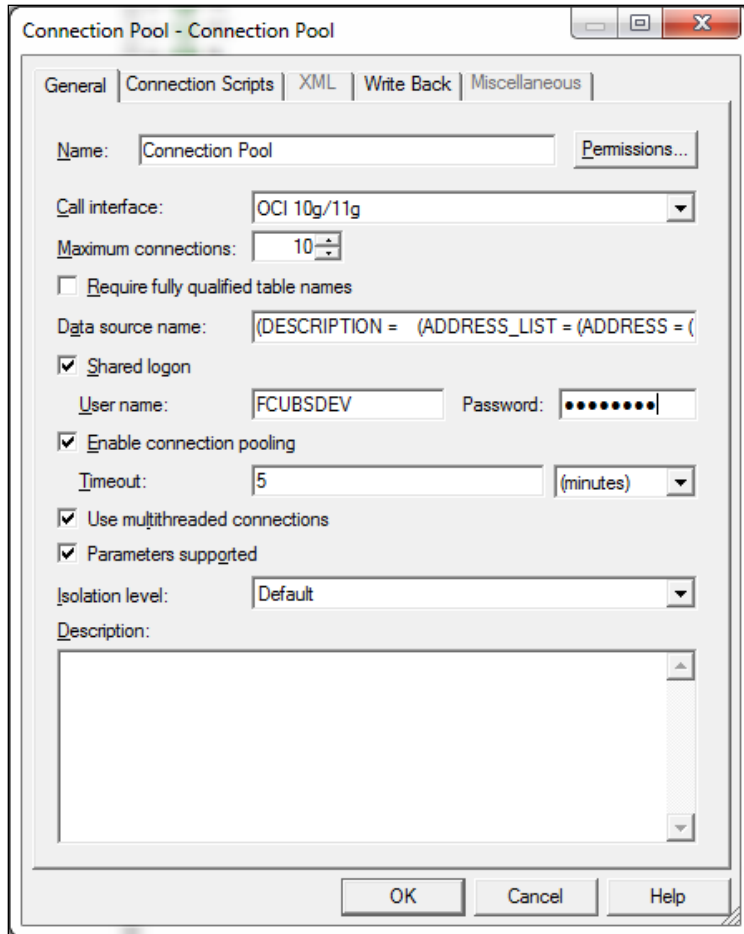 Connection Pool - Connection Pool
General Connection Scripts XML Write Back Miscellaneous
Name: Connection Pool Permissions...
Call interface: OCI 10g/11g
Maximum connections: 10
Require fully qualified table names
Data source name: (DESCRIPTION = (ADDRESS_LIST = (ADDRESS = (
Shared logon
User name: FCUBSDEV Password: ●●●●●●●●
Enable connection pooling
Timeout: 5 (minutes)
Use multithreaded connections
Parameters supported
Isolation level: Default
Description:
OK Cancel Help